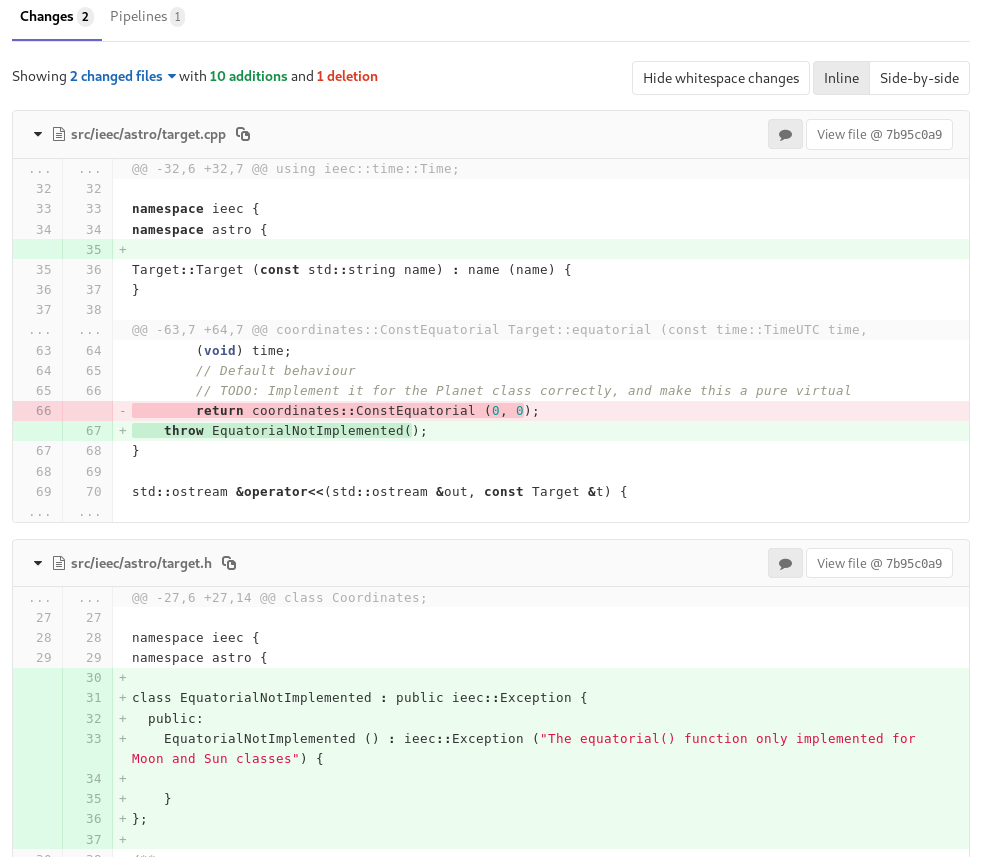 Changes 2 Pipelines 1
Showing 2 changed files with 10 additions and 1 deletion Hide whitespace changes Inline Side-by-side
src/ieec/astro/target.cpp View file @ 7b95c0a9
... ... @@ -32,6 +32,7 @@ using ieec::time::Time;
32 32
33 33 namespace ieec {
34 34 namespace astro {
35 +
35 36 Target::Target (const std::string name) : name (name) {
36 37 }
37 38
... ... @@ -63,7 +64,7 @@ coordinates::ConstEquatorial Target::equatorial (const time::TimeUTC time,
63 64 (void) time;
64 65 // Default behaviour
65 66 // TODO: Implement it for the Planet class correctly, and make this a pure virtual
66 - return coordinates::ConstEquatorial (0, 0);
67 + throw EquatorialNotImplemented();
67 68 }
68 69
69 70 std::ostream &operator<<(std::ostream &out, const Target &t) {
... ...
src/ieec/astro/target.h View file @ 7b95c0a9
... ... @@ -27,6 +27,14 @@ class Coordinates;
27 27
28 28 namespace ieec {
29 29 namespace astro {
30 +
31 + class EquatorialNotImplemented : public ieec::Exception {
32 + public:
33 + EquatorialNotImplemented () : ieec::Exception ("The equatorial() function only implemented for
Moon and Sun classes") {
34 +
35 + }
36 + };
37 +